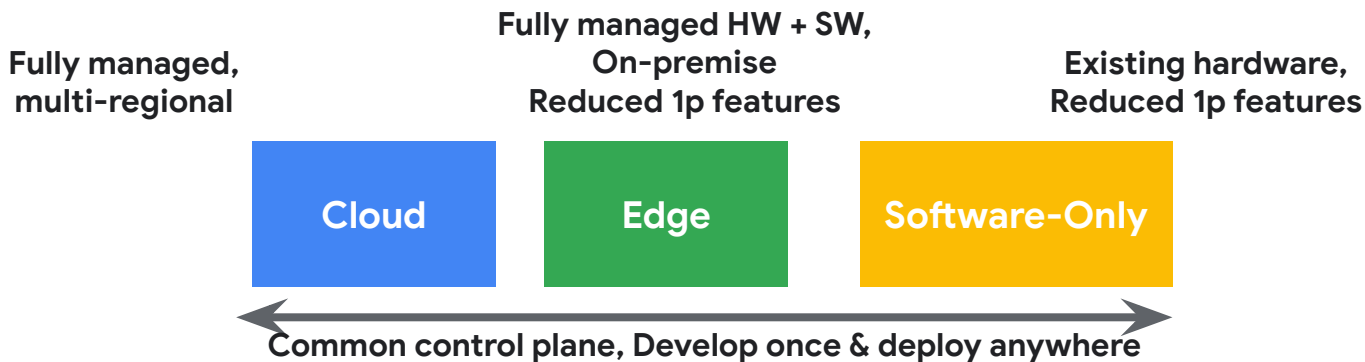 Fully managed,
multi-regional
Fully managed HW + SW,
On-premise
Reduced 1p features
Existing hardware,
Reduced 1p features
Cloud
Edge
Software-Only
Common control plane, Develop once & deploy anywhere